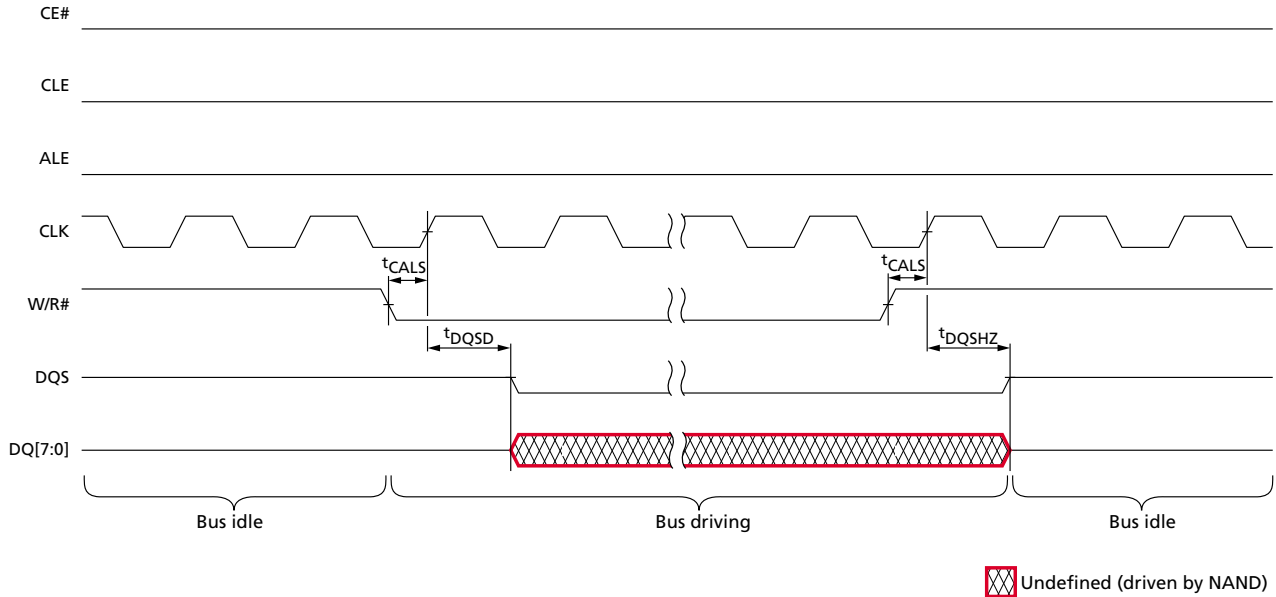 CE#
CLE
ALE
CLK
tCALS tCALS
W/R#
tDQSD tDQSHZ
DQS
DQ[7:0]
Bus idle Bus driving Bus idle
Undefined (driven by NAND)